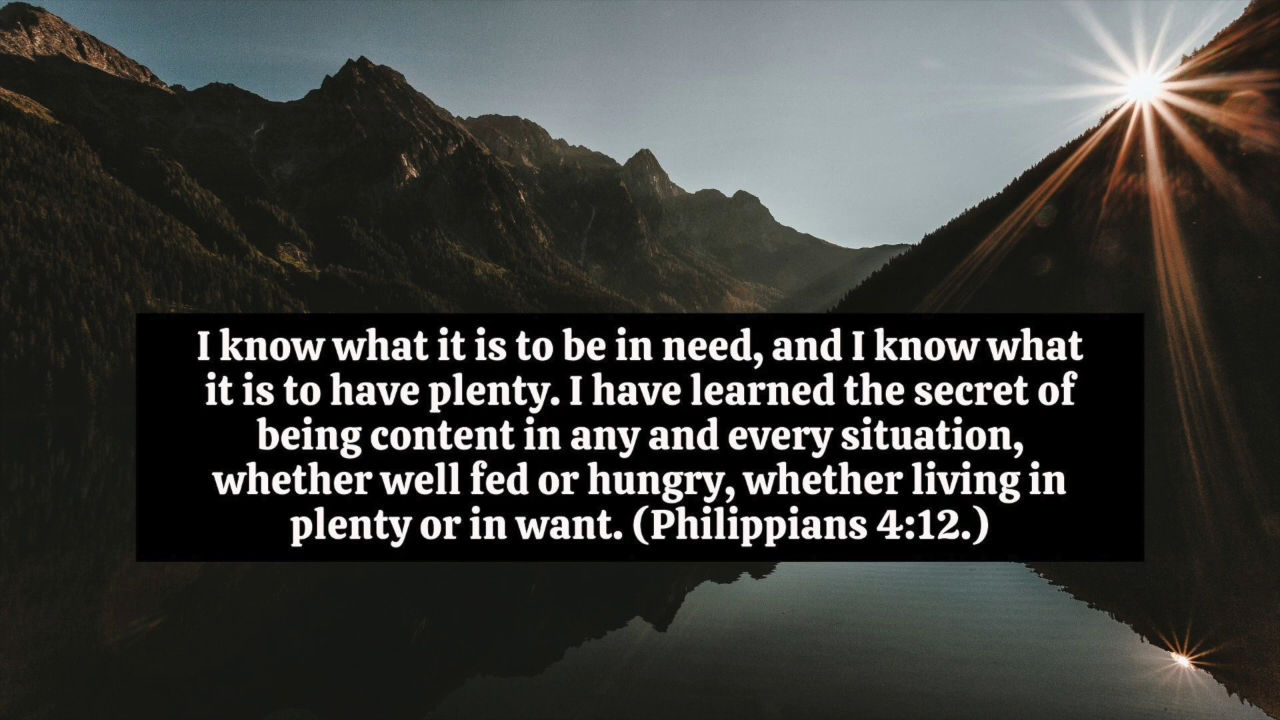 I know what it is to be in need, and I know what
it is to have plenty. I have learned the secret of
being content in any and every situation,
whether well fed or hungry, whether living in
plenty or in want. (Philippians 4:12.)